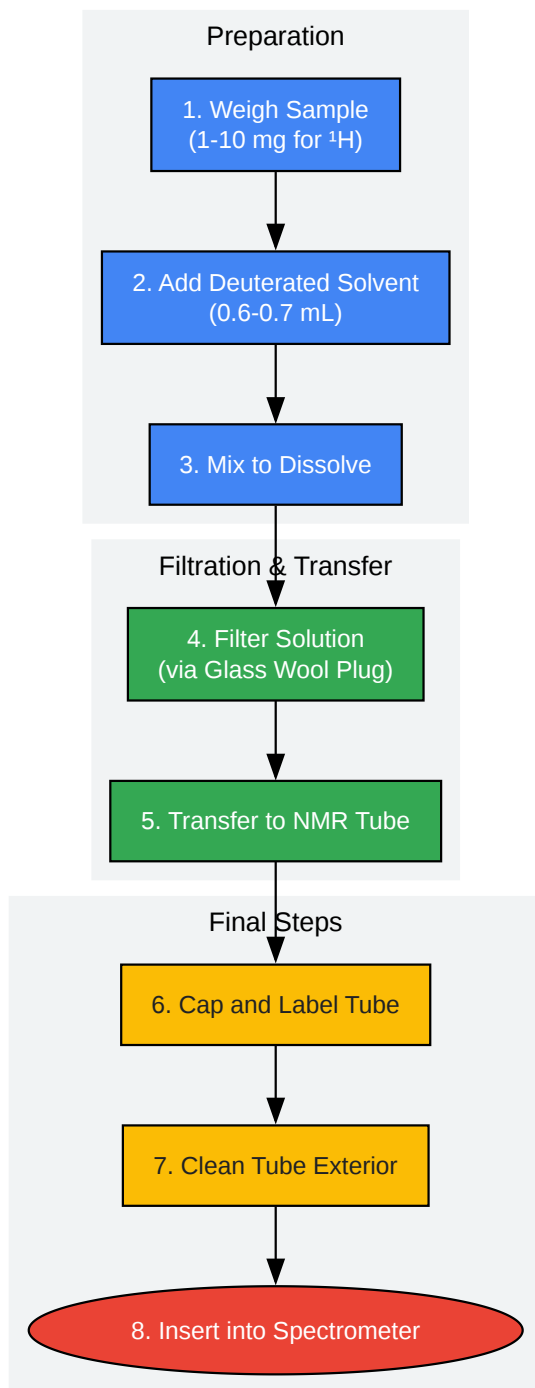 Preparation
1. Weigh Sample
(1-10 mg for ¹H)
2. Add Deuterated Solvent
(0.6-0.7 mL)
3. Mix to Dissolve
Filtration & Transfer
4. Filter Solution
(via Glass Wool Plug)
5. Transfer to NMR Tube
Final Steps
6. Cap and Label Tube
7. Clean Tube Exterior
8. Insert into Spectrometer